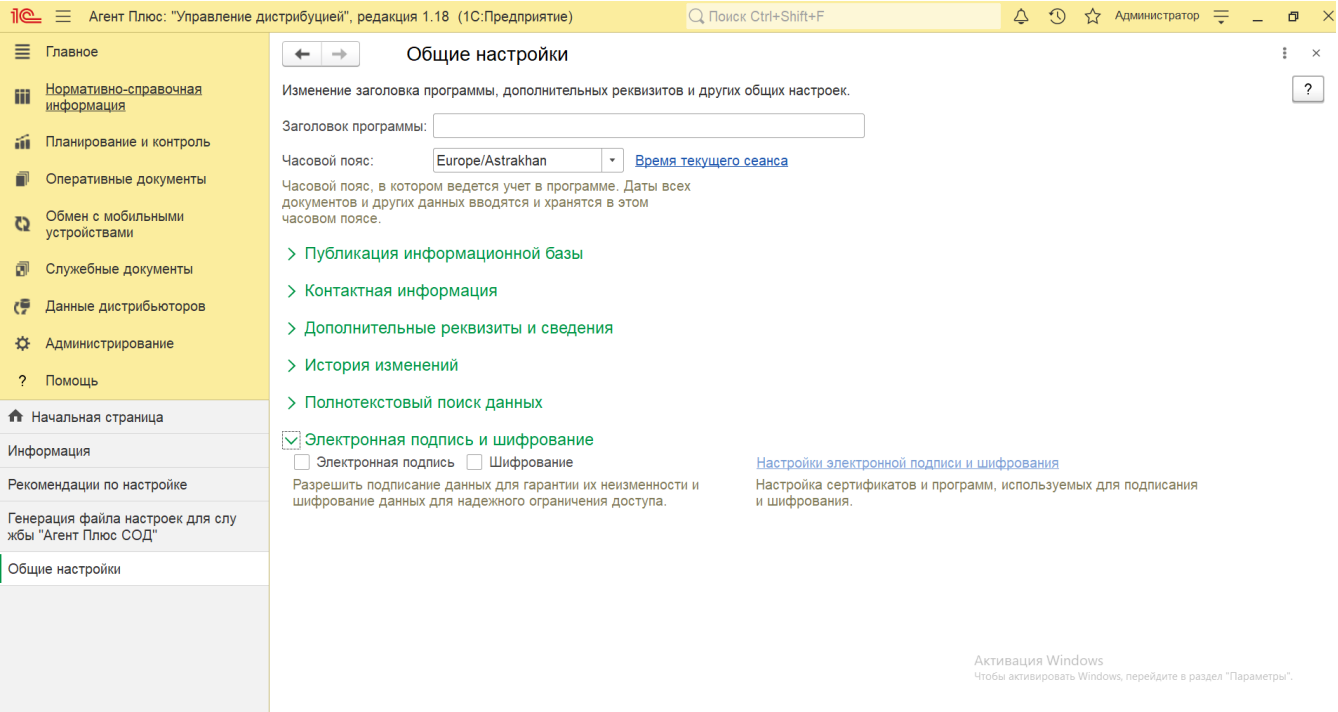 1С Агент Плюс: "Управление дистрибуцией", редакция 1.18 (1С:Предприятие)
Поиск Ctrl+Shift+F
Администратор
Главное
Нормативно-справочная
информация
Планирование и контроль
Оперативные документы
Обмен с мобильными
устройствами
Служебные документы
Данные дистрибьюторов
Администрирование
? Помощь
Начальная страница
Информация
Рекомендации по настройке
Генерация файла настроек для слу
жбы "Агент Плюс СОД"
Общие настройки
Общие настройки
Изменение заголовка программы, дополнительных реквизитов и других общих настроек.
?
Заголовок программы:
Часовой пояс: Europe/Astrakhan Время текущего сеанса
Часовой пояс, в котором ведется учет в программе. Даты всех
документов и других данных вводятся и хранятся в этом
часовом поясе.
Публикация информационной базы
Контактная информация
Дополнительные реквизиты и сведения
История изменений
Полнотекстовый поиск данных
Электронная подпись и шифрование
Электронная подпись Шифрование
Разрешить подписание данных для гарантии их неизменности и
шифрование данных для надежного ограничения доступа.
Настройки электронной подписи и шифрования
Настройка сертификатов и программ, используемых для подписания
и шифрования.
Активация Windows
Чтобы активировать Windows, перейдите в раздел "Параметры".